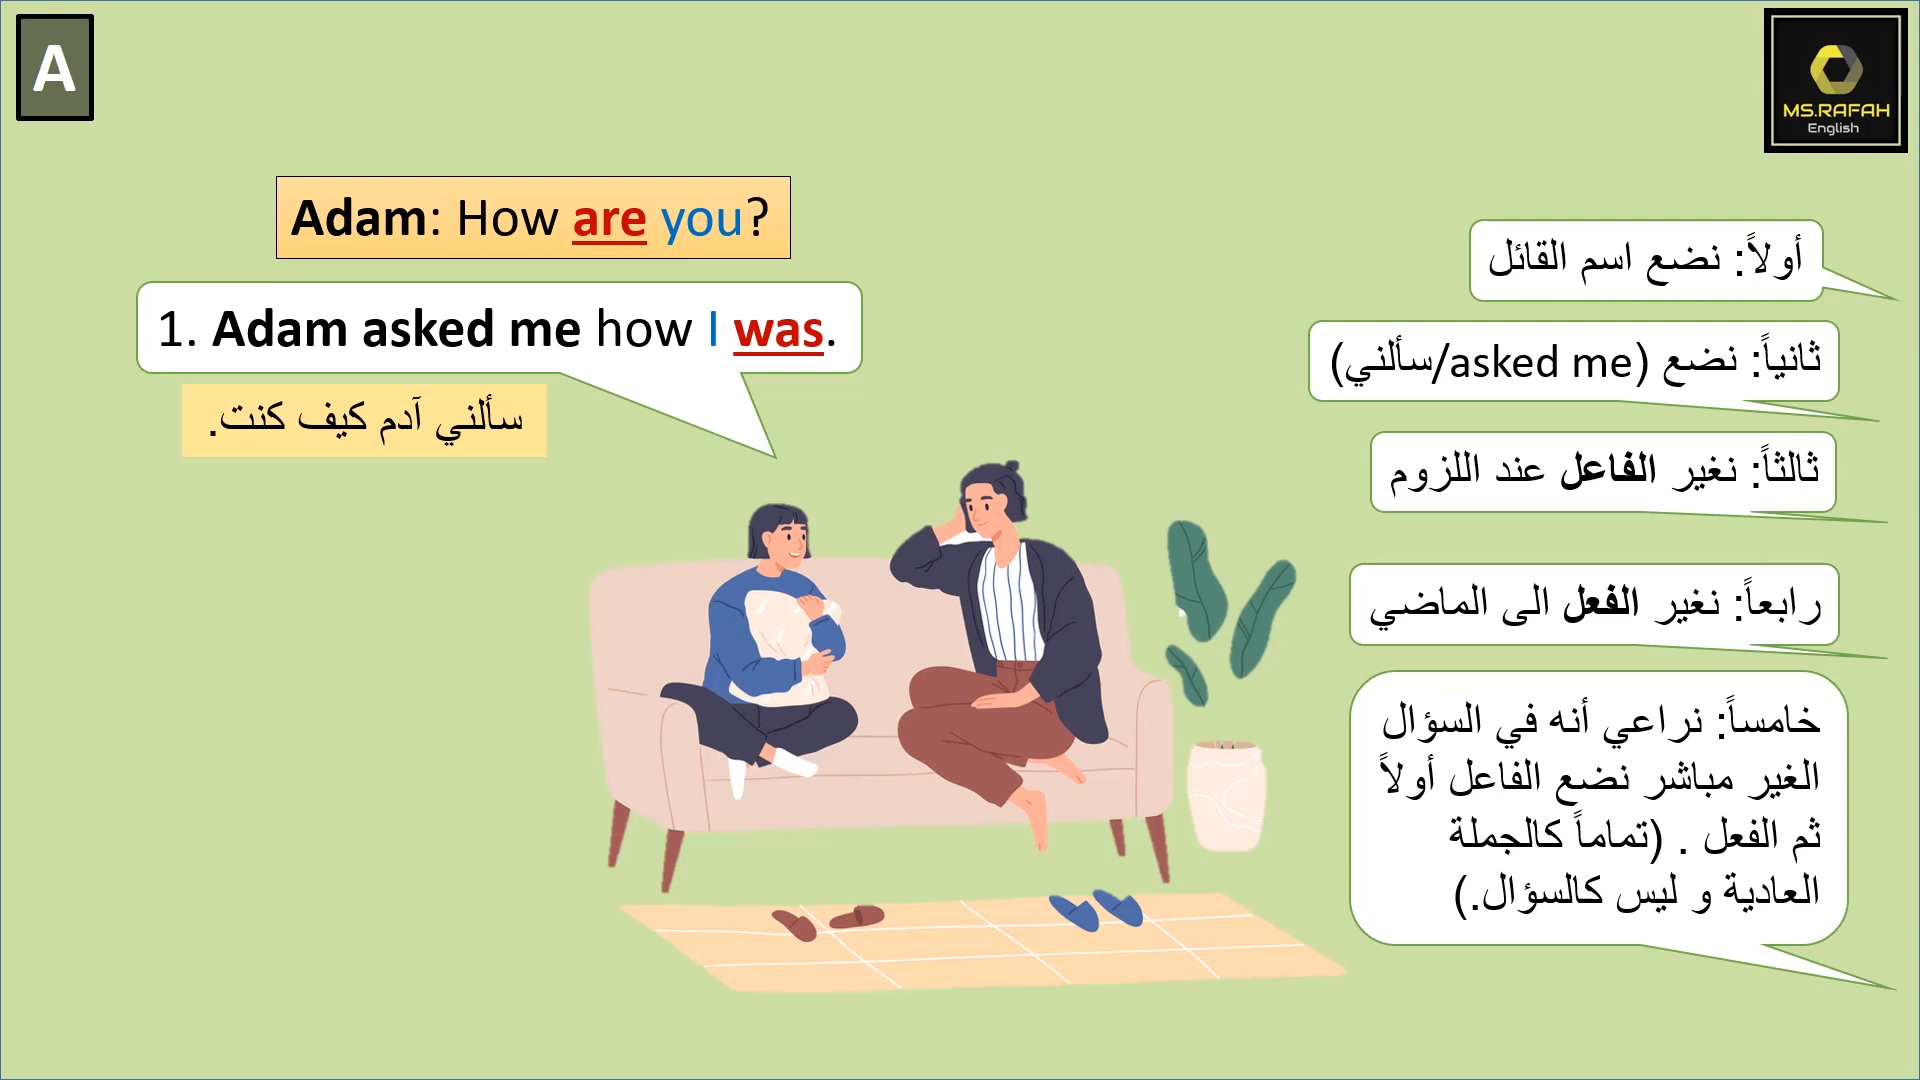 A
MS.RAFAH
English
Adam: How are you?
1. Adam asked me how I was.
سألني آدم كيف كنت.
أولاً: نضع اسم القائل
ثانياً: نضع (asked me/سألني)
ثالثاً: نغير الفاعل عند اللزوم
رابعاً: نغير الفعل الى الماضي
خامساً: نراعي أنه في السؤال
الغير مباشر نضع الفاعل أولاً
ثم الفعل . (تماماً كالجملة
العادية و ليس كالسؤال.)